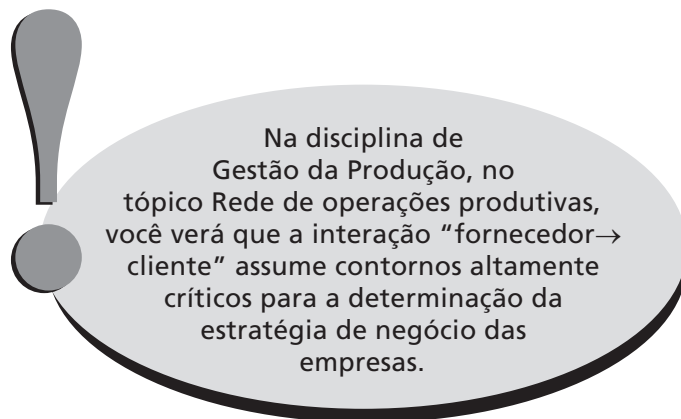 Na disciplina de
Gestão da Produção, no
tópico Rede de operações produtivas,
você verá que a interação “fornecedor→
cliente” assume contornos altamente
críticos para a determinação da
estratégia de negócio das
empresas.